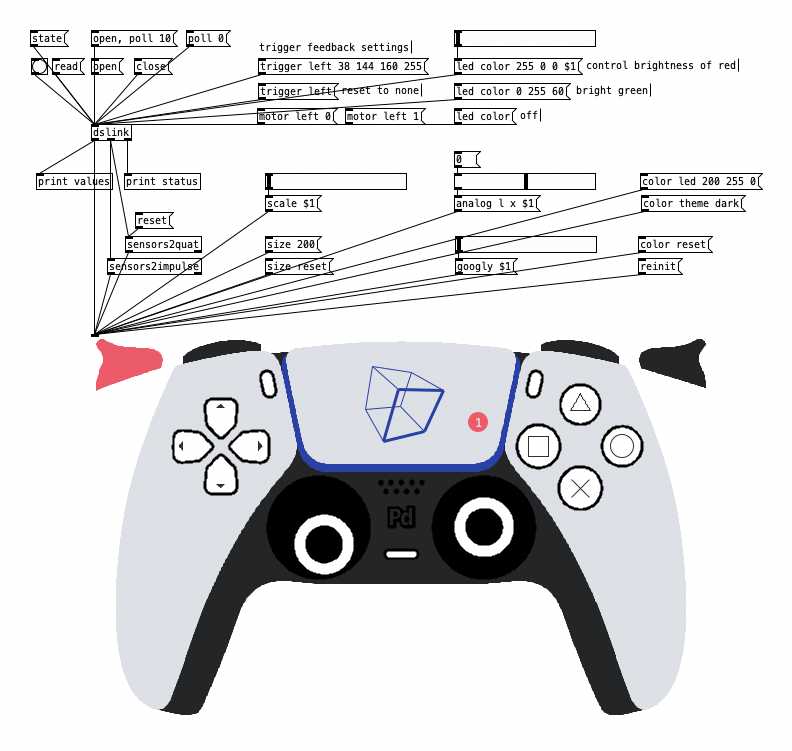 state
open, poll 10
poll 0
trigger feedback settings
read
open
close
trigger left 38 144 160 255
led color 255 0 0 $1
control brightness of red
trigger left
reset to none
led color 0 255 60
bright green
motor left 0
motor left 1
led color
off
dslink
0
print values
print status
color led 200 255 0
scale $1
analog l x $1
color theme dark
reset
sensors2quat
size 200
color reset
sensors2impulse
size reset
googly $1
reinit
1
Pd